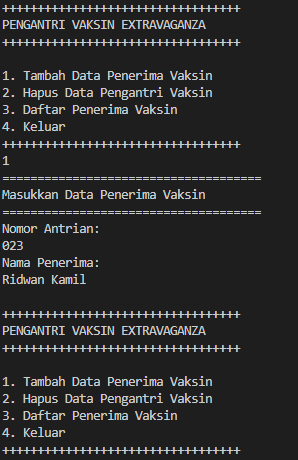 ++++++++++++++++++++++++++++++++++
PENGANTRI VAKSIN EXTRAVAGANZA
++++++++++++++++++++++++++++++++++
1. Tambah Data Penerima Vaksin
2. Hapus Data Pengantri Vaksin
3. Daftar Penerima Vaksin
4. Keluar
++++++++++++++++++++++++++++++++++
1
=====================================
Masukkan Data Penerima Vaksin
=====================================
Nomor Antrian:
023
Nama Penerima:
Ridwan Kamil
++++++++++++++++++++++++++++++++++
PENGANTRI VAKSIN EXTRAVAGANZA
++++++++++++++++++++++++++++++++++
1. Tambah Data Penerima Vaksin
2. Hapus Data Pengantri Vaksin
3. Daftar Penerima Vaksin
4. Keluar
++++++++++++++++++++++++++++++++++